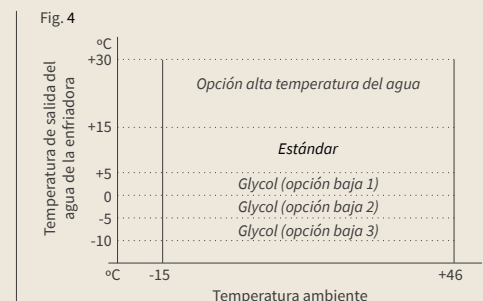 Fig. 4
Temperatura de salida del
agua de la enfriadora
ºC
+30
Opción alta temperatura del agua
+15
Estándar
+5
Glycol (opción baja 1)
0
Glycol (opción baja 2)
-5
Glycol (opción baja 3)
-10
ºC -15 +46
Temperatura ambiente